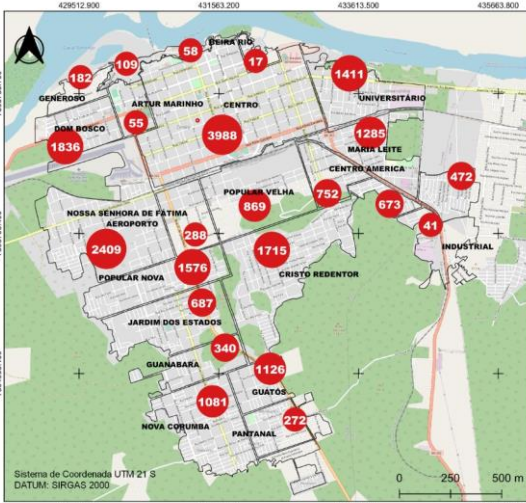 429512.900 431563.200 433613.500 435663.800
BEIRA RIO
58
17
109
182
1411
GENEROSO
ARTUR MARINHO
CENTRO
UNIVERSITÁRIO
55
DOM BOSCO
3988
1285
1836
MARIA LEITE
CENTRO AMERICA
472
POPULAR VELHA
752
869
673
NOSSA SENHORA DE FÁTIMA
AEROPORTO
41
288
2409
1715
INDUSTRIAL
1576
POPULAR NOVA
CRISTO REDENTOR
687
JARDIM DOS ESTADOS
340
GUANABARA
1126
1081
GUATÓS
272
NOVA CORUMBA
PANTANAL
Sistema de Coordenada UTM 21 S
DATUM: SIRGAS 2000
0 250 500 m